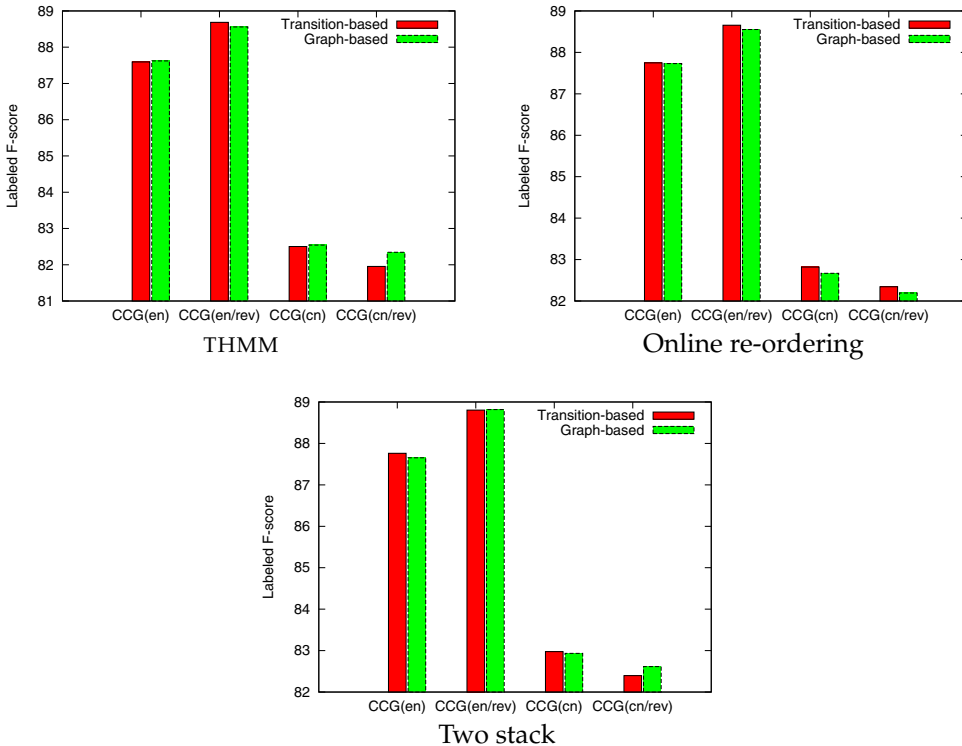 Labeled F-score
89
88
87
86
85
84
83
82
81
Transition-based
Graph-based
CCG(en) CCG(en/rev) CCG(cn) CCG(cn/rev)
THMM
Labeled F-score
89
88
87
86
85
84
83
82
Transition-based
Graph-based
CCG(en) CCG(en/rev) CCG(cn) CCG(cn/rev)
Online re-ordering
Labeled F-score
89
88
87
86
85
84
83
82
Transition-based
Graph-based
CCG(en) CCG(en/rev) CCG(cn) CCG(cn/rev)
Two stack